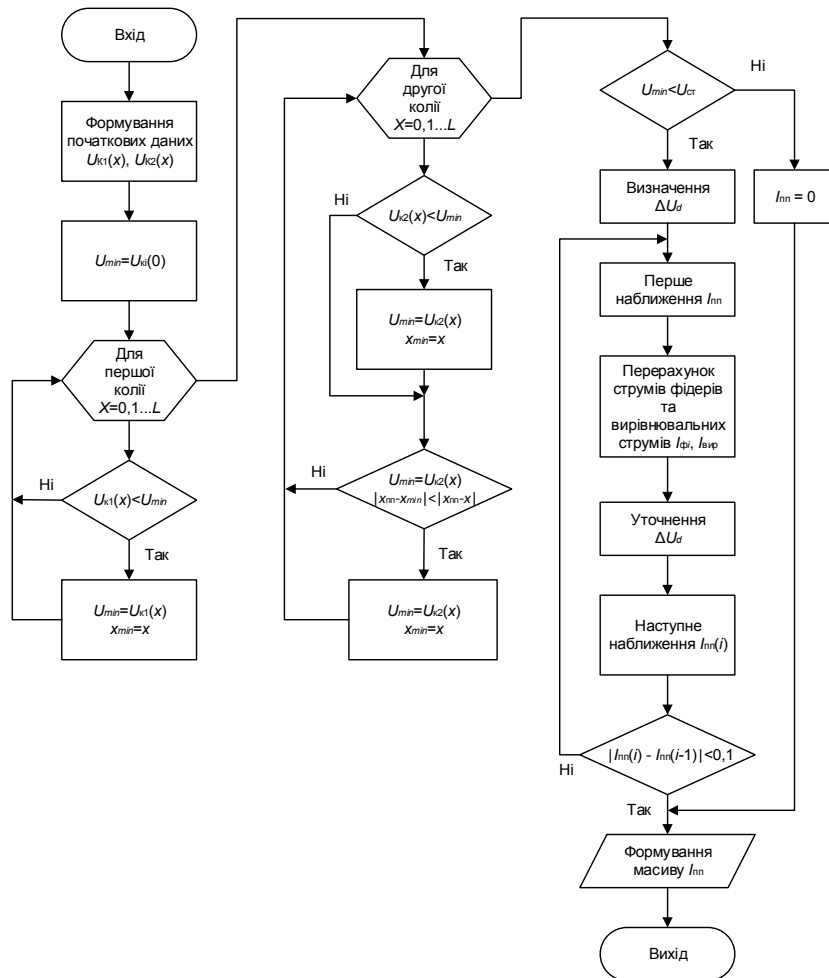 Вхід
Формування
початкових даних
Uк1(x), Uк2(x)
Umin=Uкi(0)
Для
першої
колії
X=0,1...L
Ні
Uк1(x)<Umin
Так
Umin=Uк1(x)
xmin=x
Для
другої
колії
X=0,1...L
Ні
Uк2(x)<Umin
Так
Umin=Uк2(x)
xmin=x
Ні
Umin=Uк2(x)
|xпп-xmin|<|xпп-x|
Так
Umin=Uк2(x)
xmin=x
Umin<Uст
Ні
Так
Визначення
ΔUd
Iпп = 0
Перше
наближення Iпп
Перерахунок
струмів фідерів
та
вирівнювальних
струмів Iфi, Iвир
Уточнення
ΔUd
Наступне
наближення Iпп(i)
|Iпп(i) - Iпп(i-1)|<0,1
Ні
Так
Формування
масиву Iпп
Вихід